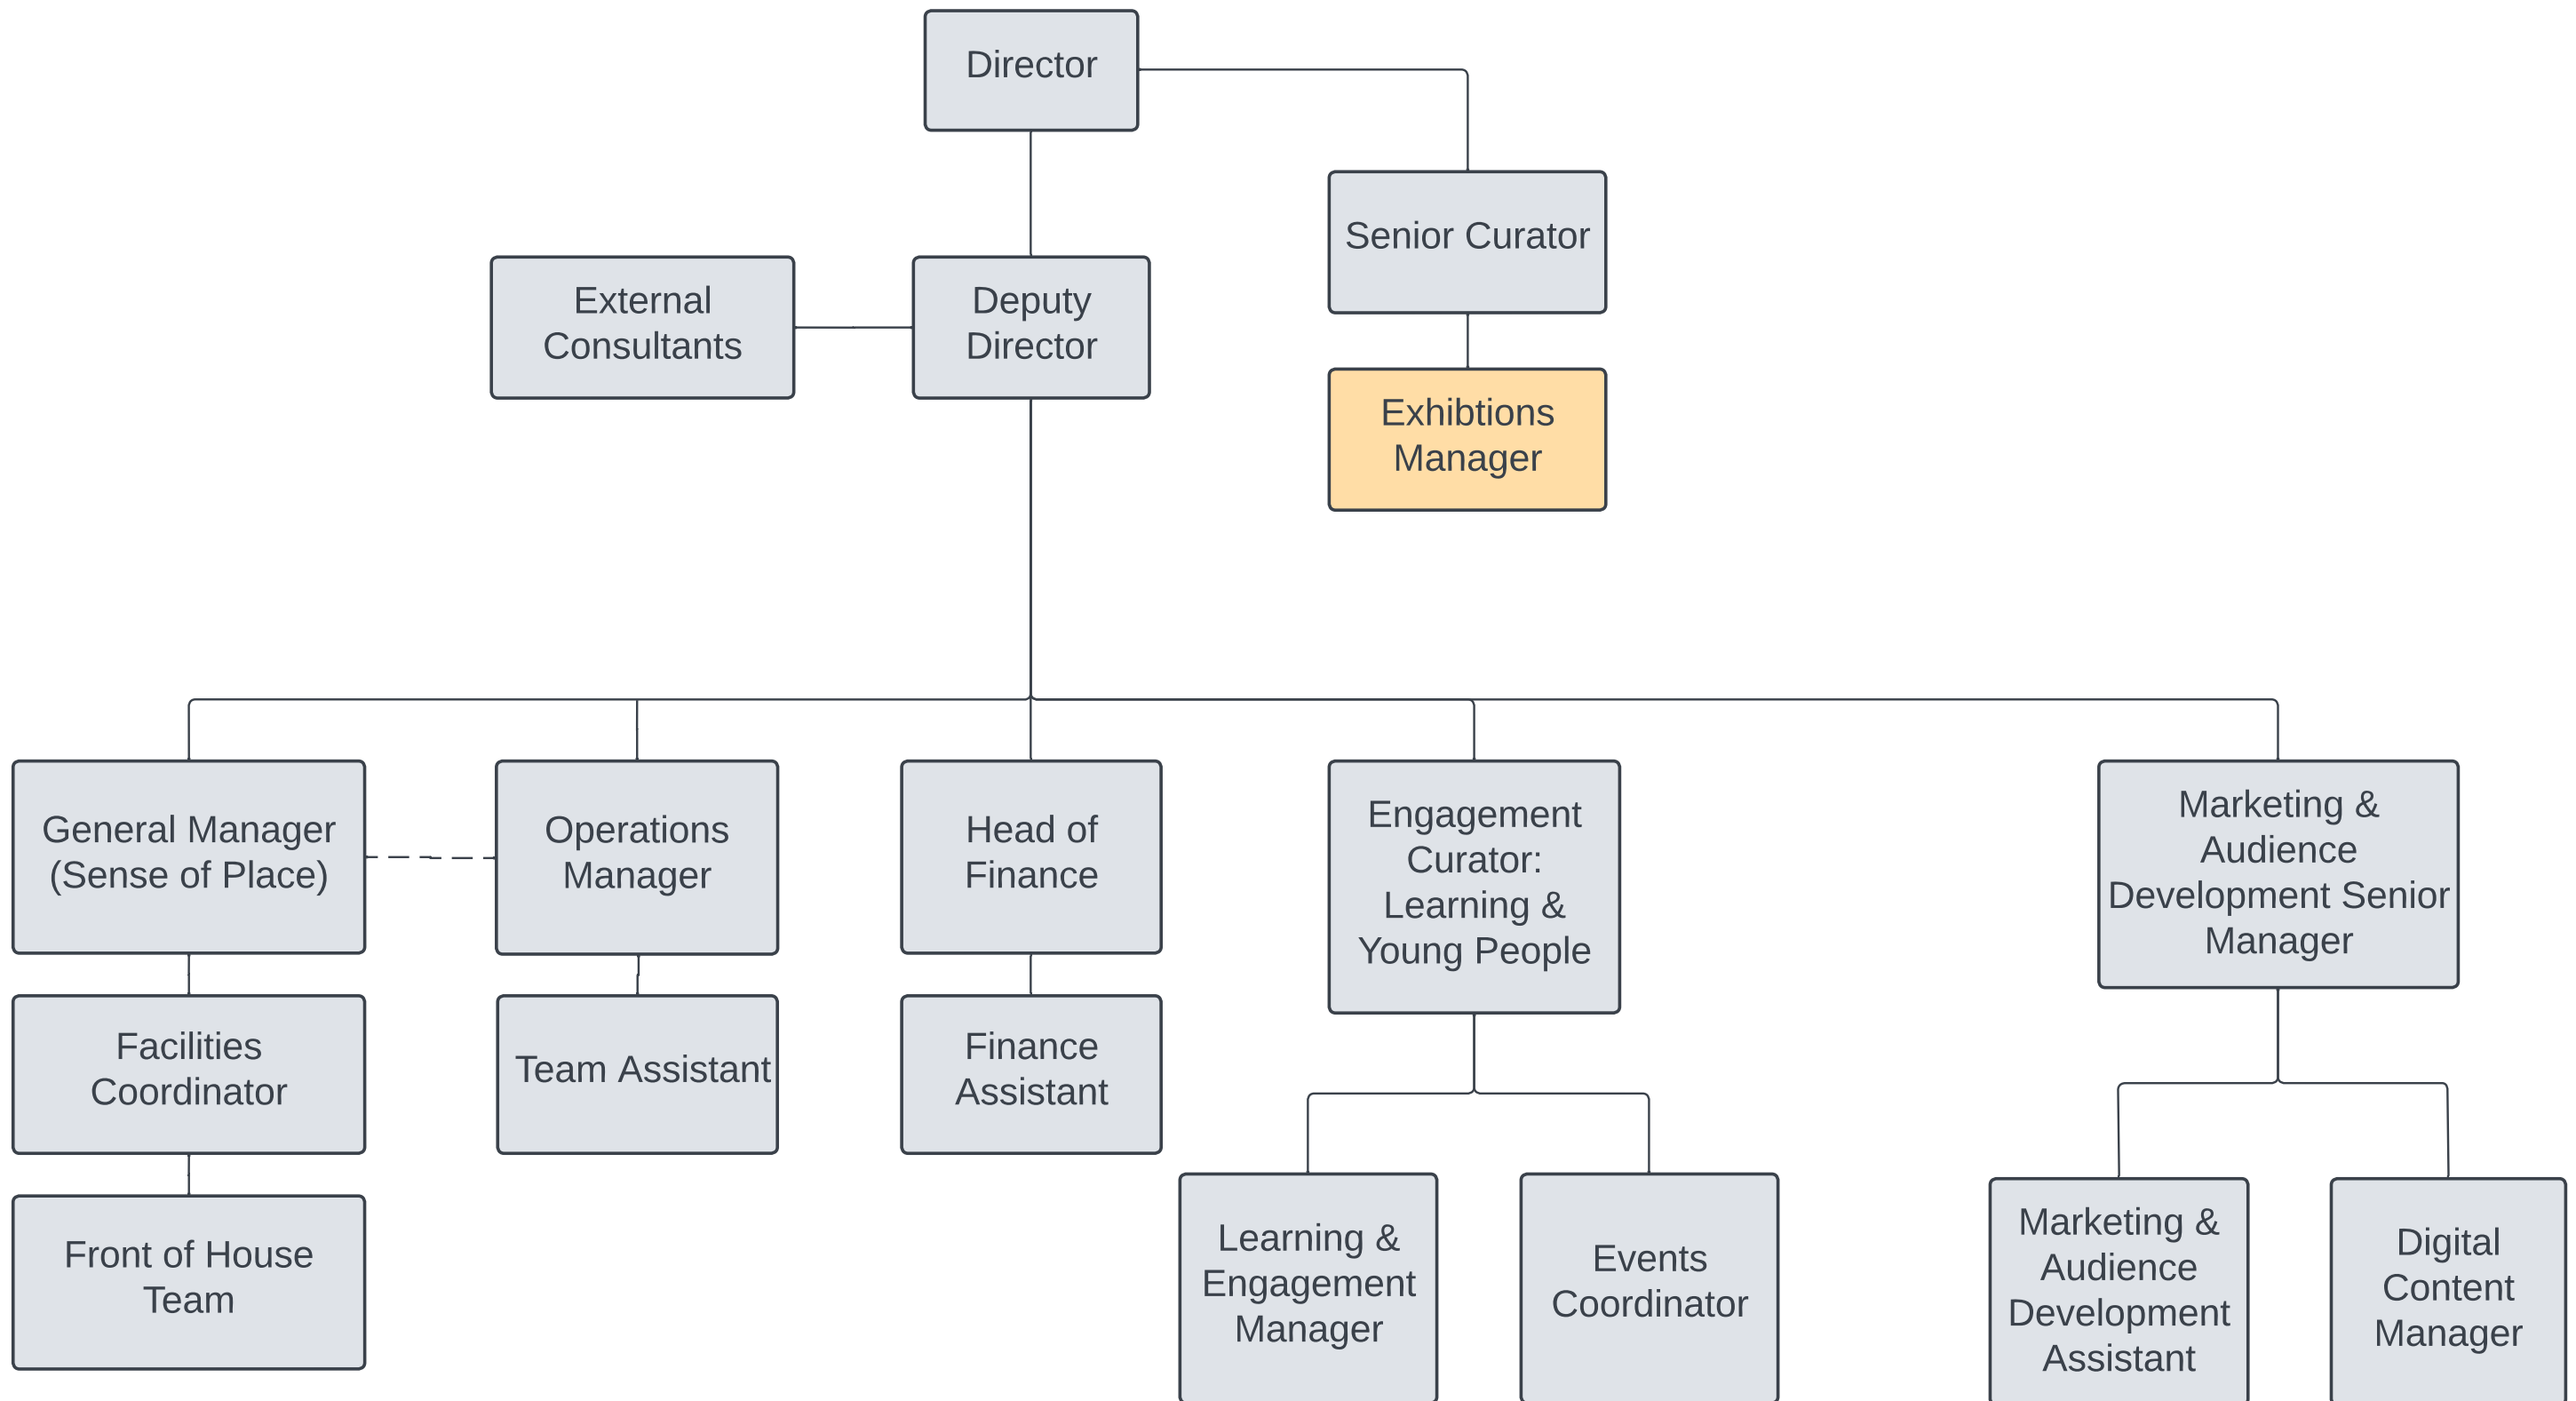 Director
Senior Curator
External
Consultants
Deputy
Director
Exhibtions
Manager
General Manager
(Sense of Place)
Operations
Manager
Head of
Finance
Engagement
Curator:
Learning &
Young People
Marketing &
Audience
Development Senior
Manager
Facilities
Coordinator
Team Assistant
Finance
Assistant
Front of House
Team
Learning &
Engagement
Manager
Events
Coordinator
Marketing &
Audience
Development
Assistant
Digital
Content
Manager